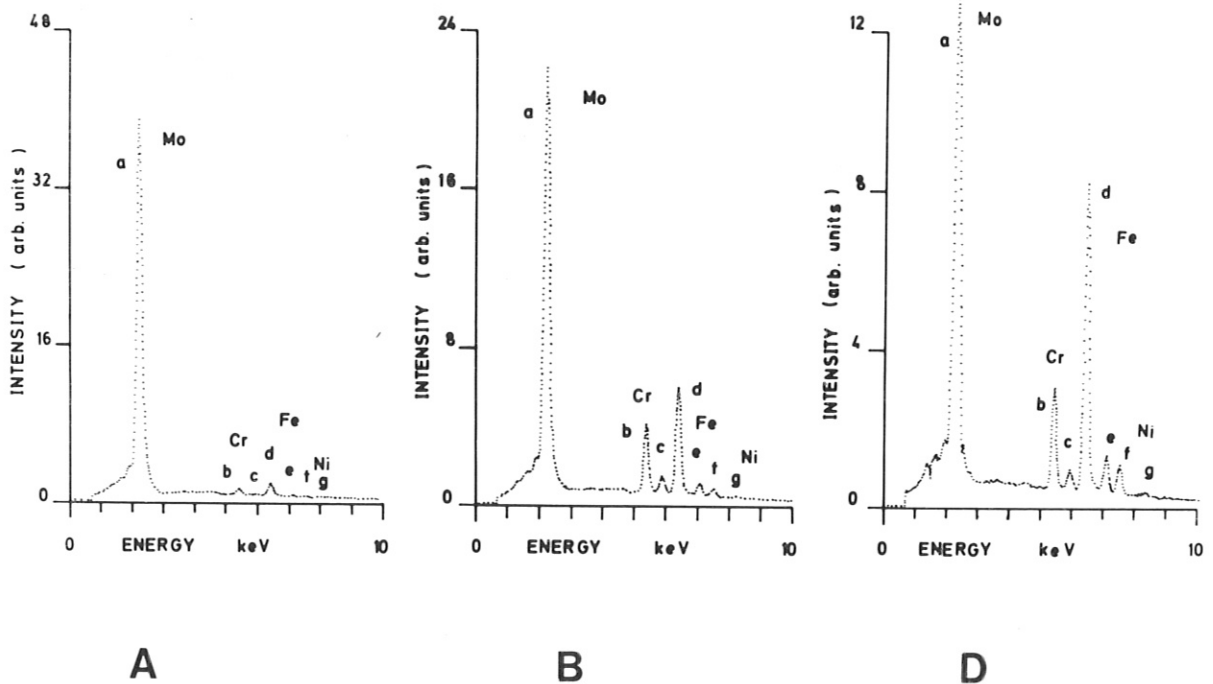 48
32
16
0
INTENSITY ( arb. units )
a
Mo
Cr
Fe
b
c
d
e
f
Ni
g
0
ENERGY keV
10
A
24
16
8
0
INTENSITY ( arb. units )
a
Mo
Cr
b
c
d
Fe
e
f
Ni
g
0
ENERGY keV
10
B
12
8
4
0
INTENSITY (arb. units )
a
Mo
Cr
b
c
d
Fe
e
f
Ni
g
0
ENERGY keV
10
D